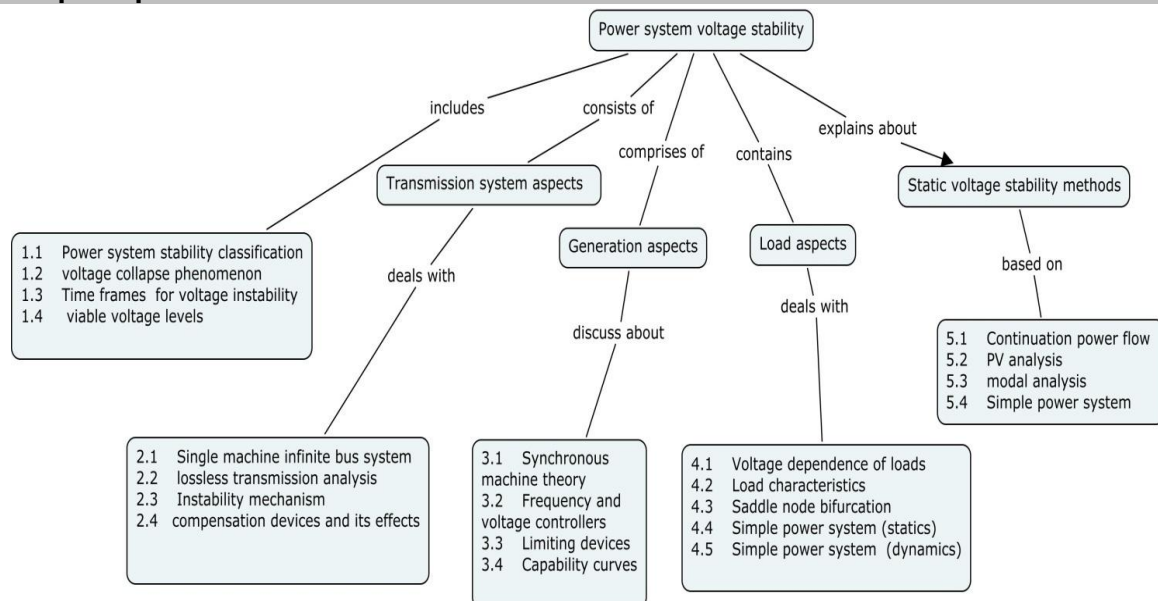 Power system voltage stability
includes
consists of
comprises of
contains
explains about
Transmission system aspects
Static voltage stability methods
Generation aspects
Load aspects
1.1 Power system stability classification
1.2 voltage collapse phenomenon
1.3 Time frames for voltage instability
1.4 viable voltage levels
deals with
discuss about
deals with
based on
5.1 Continuation power flow
5.2 PV analysis
5.3 modal analysis
5.4 Simple power system
2.1 Single machine infinite bus system
2.2 lossless transmission analysis
2.3 Instability mechanism
2.4 compensation devices and its effects
3.1 Synchronous
machine theory
3.2 Frequency and
voltage controllers
3.3 Limiting devices
3.4 Capability curves
4.1 Voltage dependence of loads
4.2 Load characteristics
4.3 Saddle node bifurcation
4.4 Simple power system (statics)
4.5 Simple power system (dynamics)